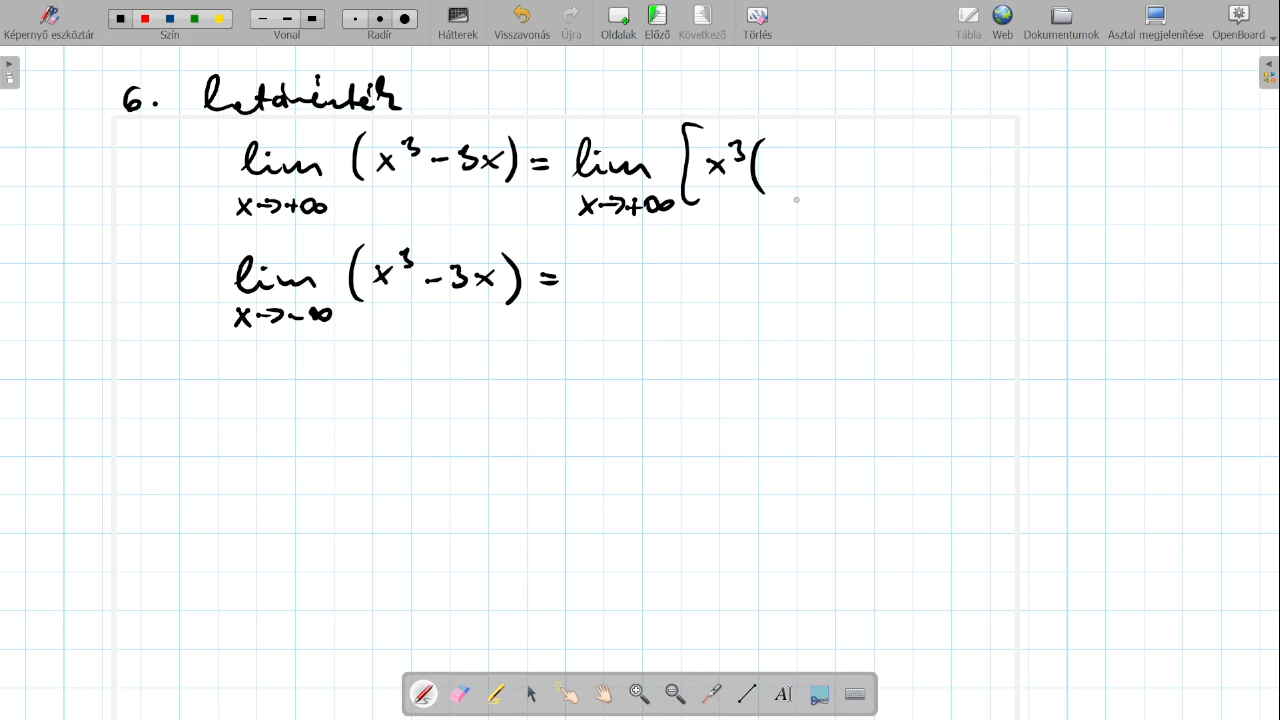 Képernyő eszköztár Szín Vonal Radír Hátterek Visszavonás Újra Oldalak Előző Következő Törlés Tábla Web Dokumentumok Asztal megjelenítése OpenBoard
6. határérték
lim x→+∞ (x³ - 3x) = lim x→+∞ [x³(
lim x→-∞ (x³ - 3x) =
A